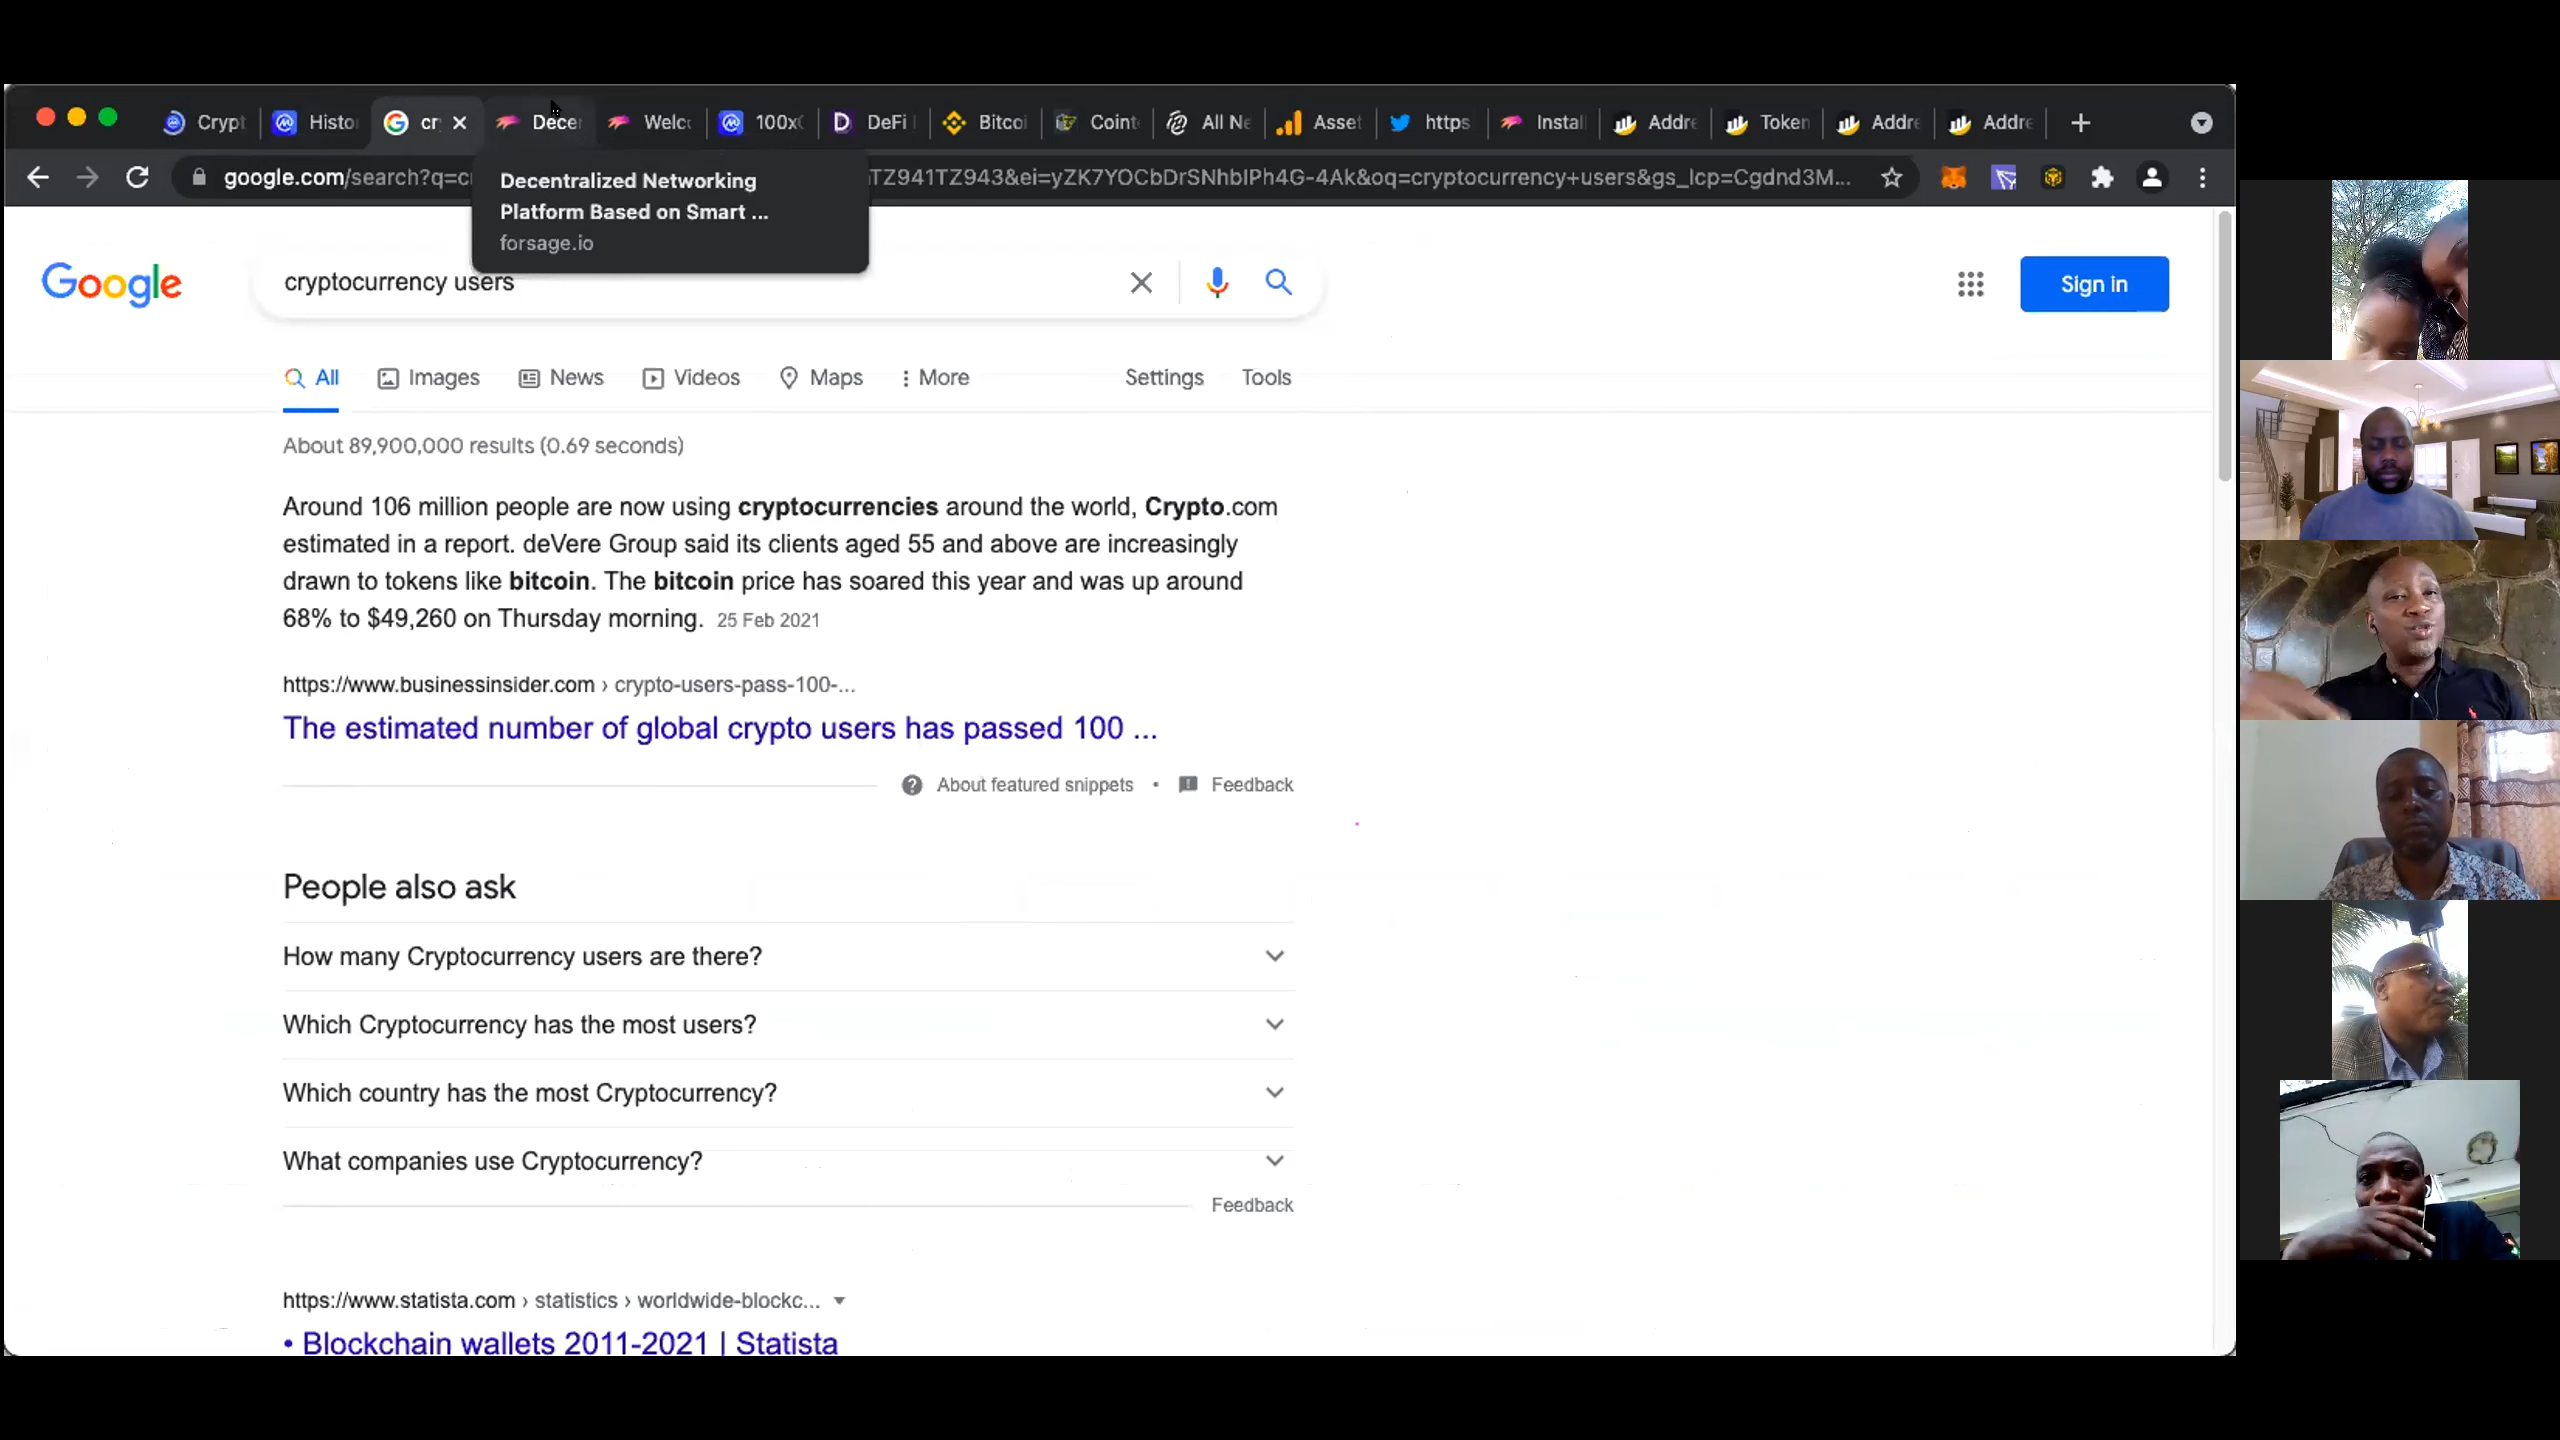 Crypt
Histo
cr
Decer
Welc
100x
DeFi
Bitcoi
Coint
All Ne
Asset
https
Instal
Addre
Token
Addre
Addre
google.com/search?q=c
TZ941TZ943&ei=yZK7YOCbDrSNhbIPh4G-4Ak&oq=cryptocurrency+users&gs_lcp=Cgdnd3M...
Decentralized Networking
Platform Based on Smart ...
forsage.io
Google
cryptocurrency users
Sign in
All
Images
News
Videos
Maps
More
Settings
Tools
About 89,900,000 results (0.69 seconds)
Around 106 million people are now using cryptocurrencies around the world, Crypto.com
estimated in a report. deVere Group said its clients aged 55 and above are increasingly
drawn to tokens like bitcoin. The bitcoin price has soared this year and was up around
68% to $49,260 on Thursday morning. 25 Feb 2021
https://www.businessinsider.com › crypto-users-pass-100-...
The estimated number of global crypto users has passed 100 ...
About featured snippets • Feedback
People also ask
How many Cryptocurrency users are there?
Which Cryptocurrency has the most users?
Which country has the most Cryptocurrency?
What companies use Cryptocurrency?
Feedback
https://www.statista.com › statistics › worldwide-blockc...
• Blockchain wallets 2011-2021 | Statista